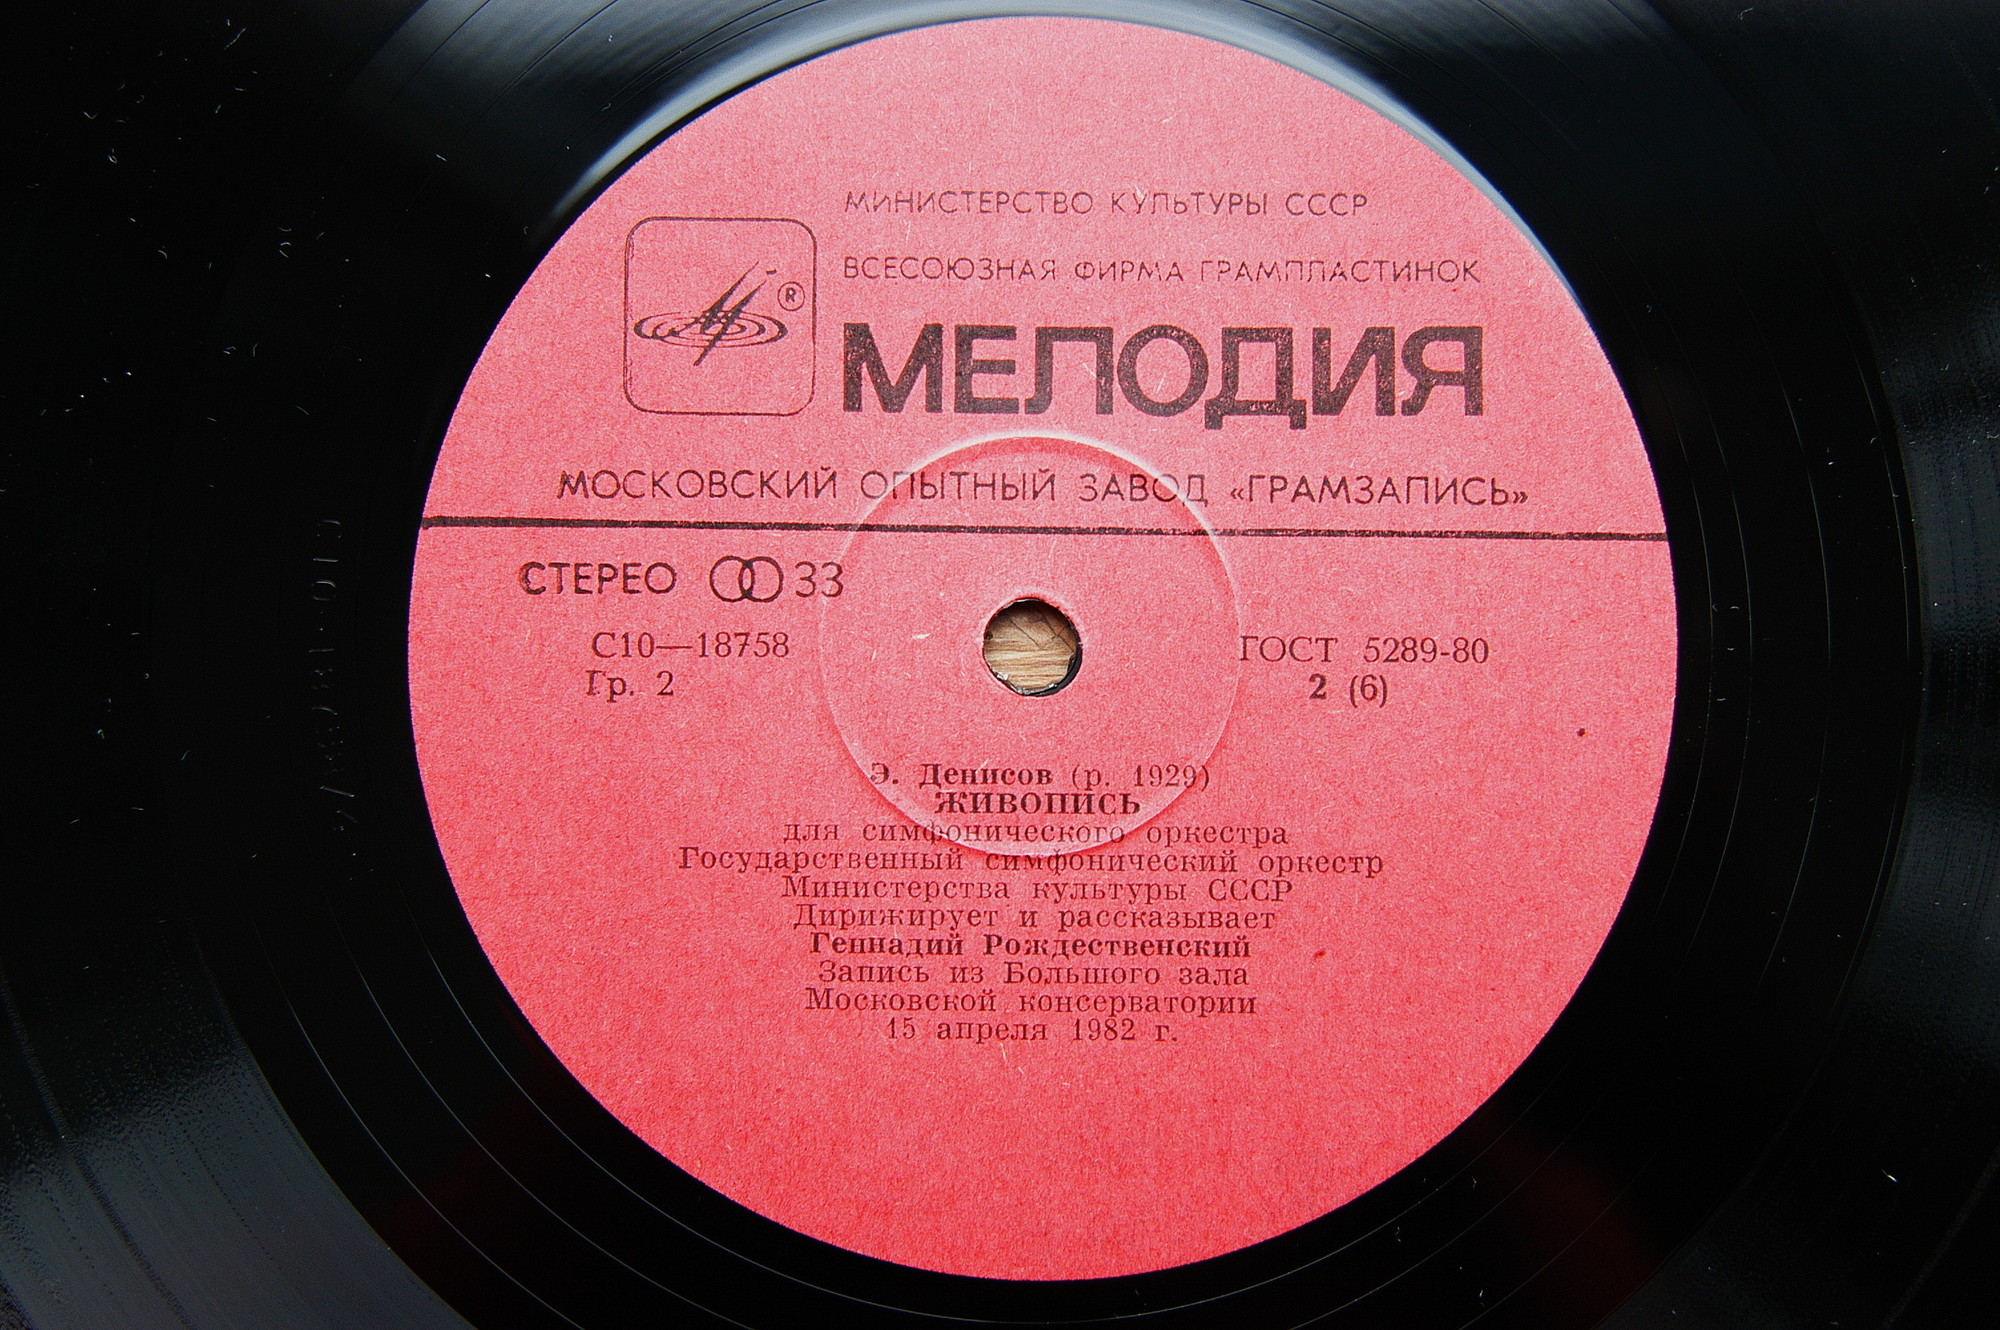 МИНИСТЕРСТВО КУЛЬТУРЫ СССР
ВСЕСОЮЗНАЯ ФИРМА ГРАМПЛАСТИНОК
®
МЕЛОДИЯ
МОСКОВСКИЙ ОПЫТНЫЙ ЗАВОД «ГРАМЗАПИСЬ»
СТЕРЕО 33
С10—18758
ГОСТ 5289-80
Гр. 2
2 (6)
Э. Денисов (р. 1929)
ЖИВОПИСЬ
для симфонического оркестра
Государственный симфонический оркестр
Министерства культуры СССР
Дирижирует и рассказывает
Геннадий Рождественский
Запись из Большого зала
Московской консерватории
15 апреля 1982 г.